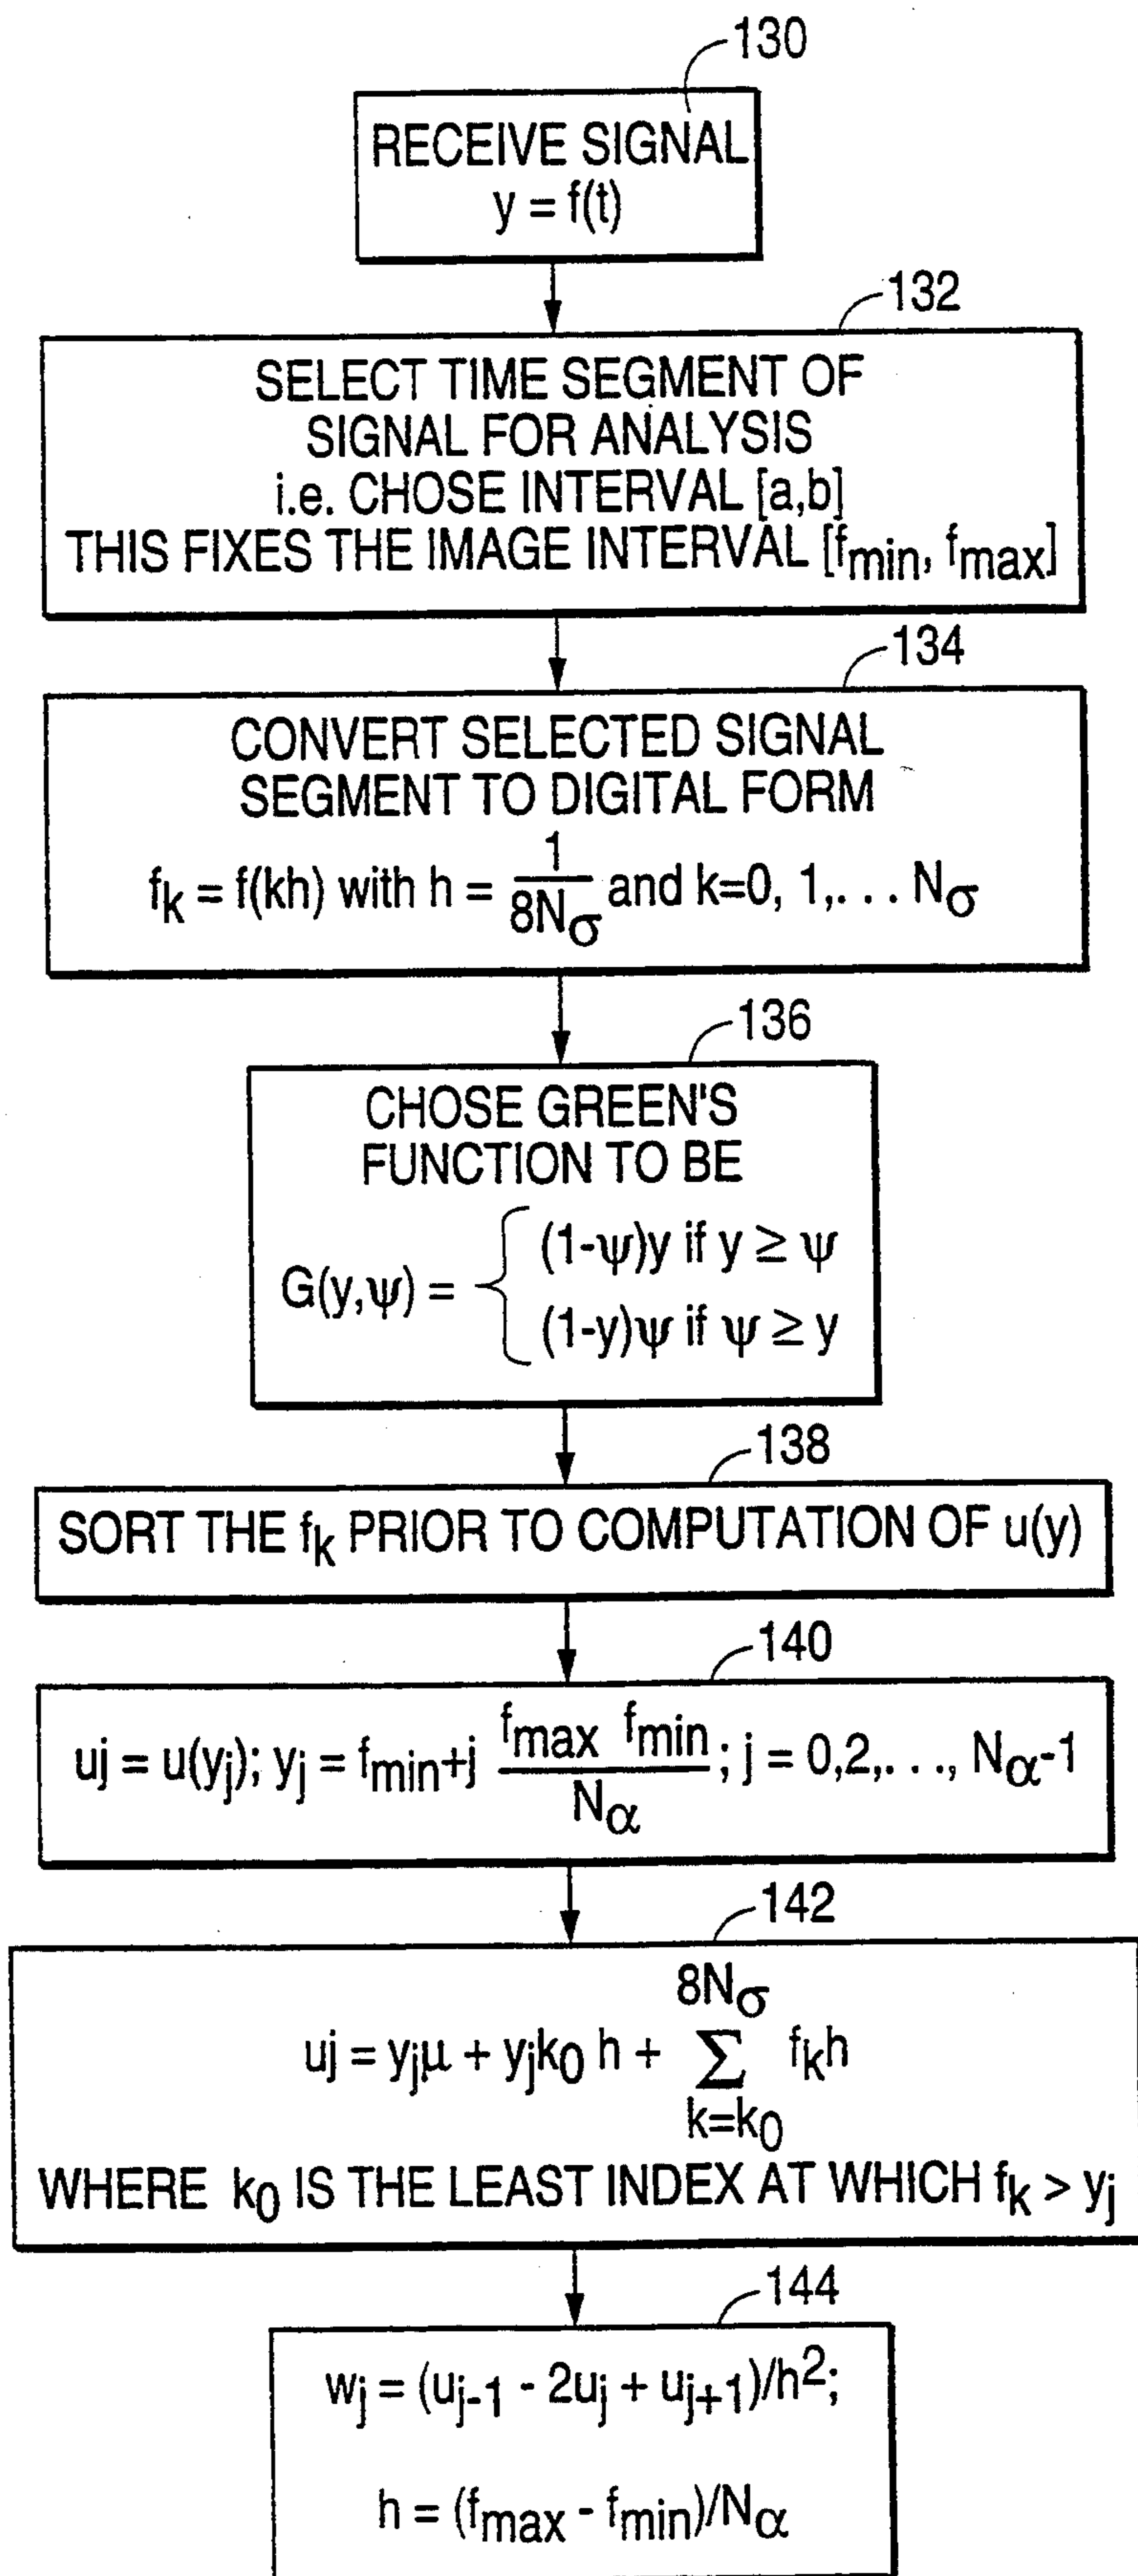 130
RECEIVE SIGNAL
y = f(t)
132
SELECT TIME SEGMENT OF
SIGNAL FOR ANALYSIS
i.e. CHOSE INTERVAL [a,b]
THIS FIXES THE IMAGE INTERVAL [fmin, fmax]
134
CONVERT SELECTED SIGNAL
SEGMENT TO DIGITAL FORM
fk = f(kh) with h = 1/8Nσ and k=0, 1,. . . Nσ
136
CHOSE GREEN'S
FUNCTION TO BE
G(y,ψ) = { (1-ψ)y if y ≥ ψ
(1-y)ψ if ψ ≥ y
138
SORT THE fk PRIOR TO COMPUTATION OF u(y)
140
uj = u(yj); yj = fmin+j fmax fmin/Nα ; j = 0,2,. . ., Nα-1
142
8Nσ
uj = yjμ + yjk0 h + Σ fkh
k=k0
WHERE k0 IS THE LEAST INDEX AT WHICH fk > yj
144
wj = (uj-1 - 2uj + uj+1)/h2;
h = (fmax - fmin)/Nα